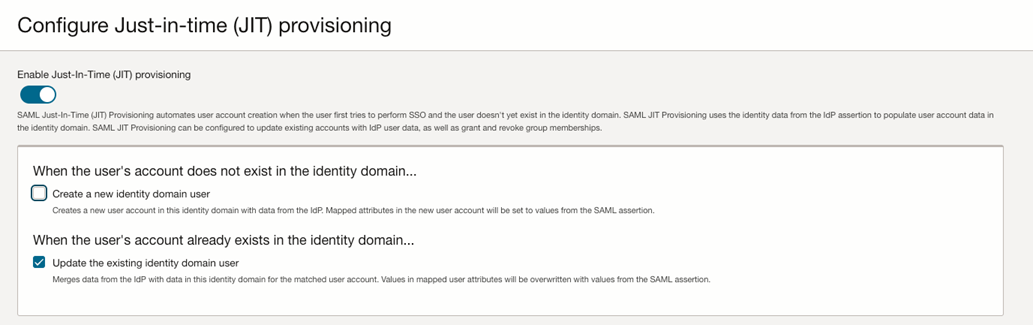 Configure Just-in-time (JIT) provisioning
Enable Just-In-Time (JIT) provisioning
SAML Just-In-Time (JIT) Provisioning automates user account creation when the user first tries to perform SSO and the user doesn't yet exist in the identity domain. SAML JIT Provisioning uses the identity data from the IdP assertion to populate user account data in
the identity domain. SAML JIT Provisioning can be configured to update existing accounts with IdP user data, as well as grant and revoke group memberships.
When the user's account does not exist in the identity domain...
Create a new identity domain user
Creates a new user account in this identity domain with data from the IdP. Mapped attributes in the new user account will be set to values from the SAML assertion.
When the user's account already exists in the identity domain...
Update the existing identity domain user
Merges data from the IdP with data in this identity domain for the matched user account. Values in mapped user attributes will be overwritten with values from the SAML assertion.